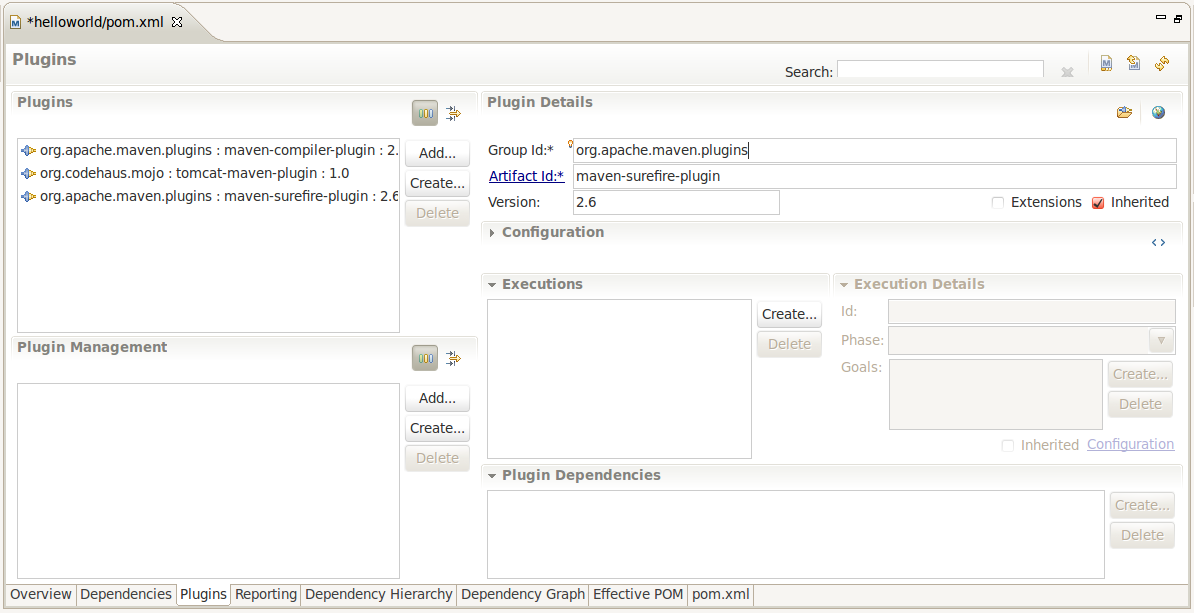 *helloworld/pom.xml
Plugins
Search:
Plugins
org.apache.maven.plugins : maven-compiler-plugin : 2.
org.codehaus.mojo : tomcat-maven-plugin : 1.0
org.apache.maven.plugins : maven-surefire-plugin : 2.6
Add...
Create...
Delete
Plugin Management
Add...
Create...
Delete
Plugin Details
Group Id:* org.apache.maven.plugins
Artifact Id:* maven-surefire-plugin
Version: 2.6 Extensions Inherited
Configuration
Executions
Create...
Delete
Execution Details
Id:
Phase:
Goals:
Create...
Delete
Inherited Configuration
Plugin Dependencies
Create...
Delete
Overview Dependencies Plugins Reporting Dependency Hierarchy Dependency Graph Effective POM pom.xml